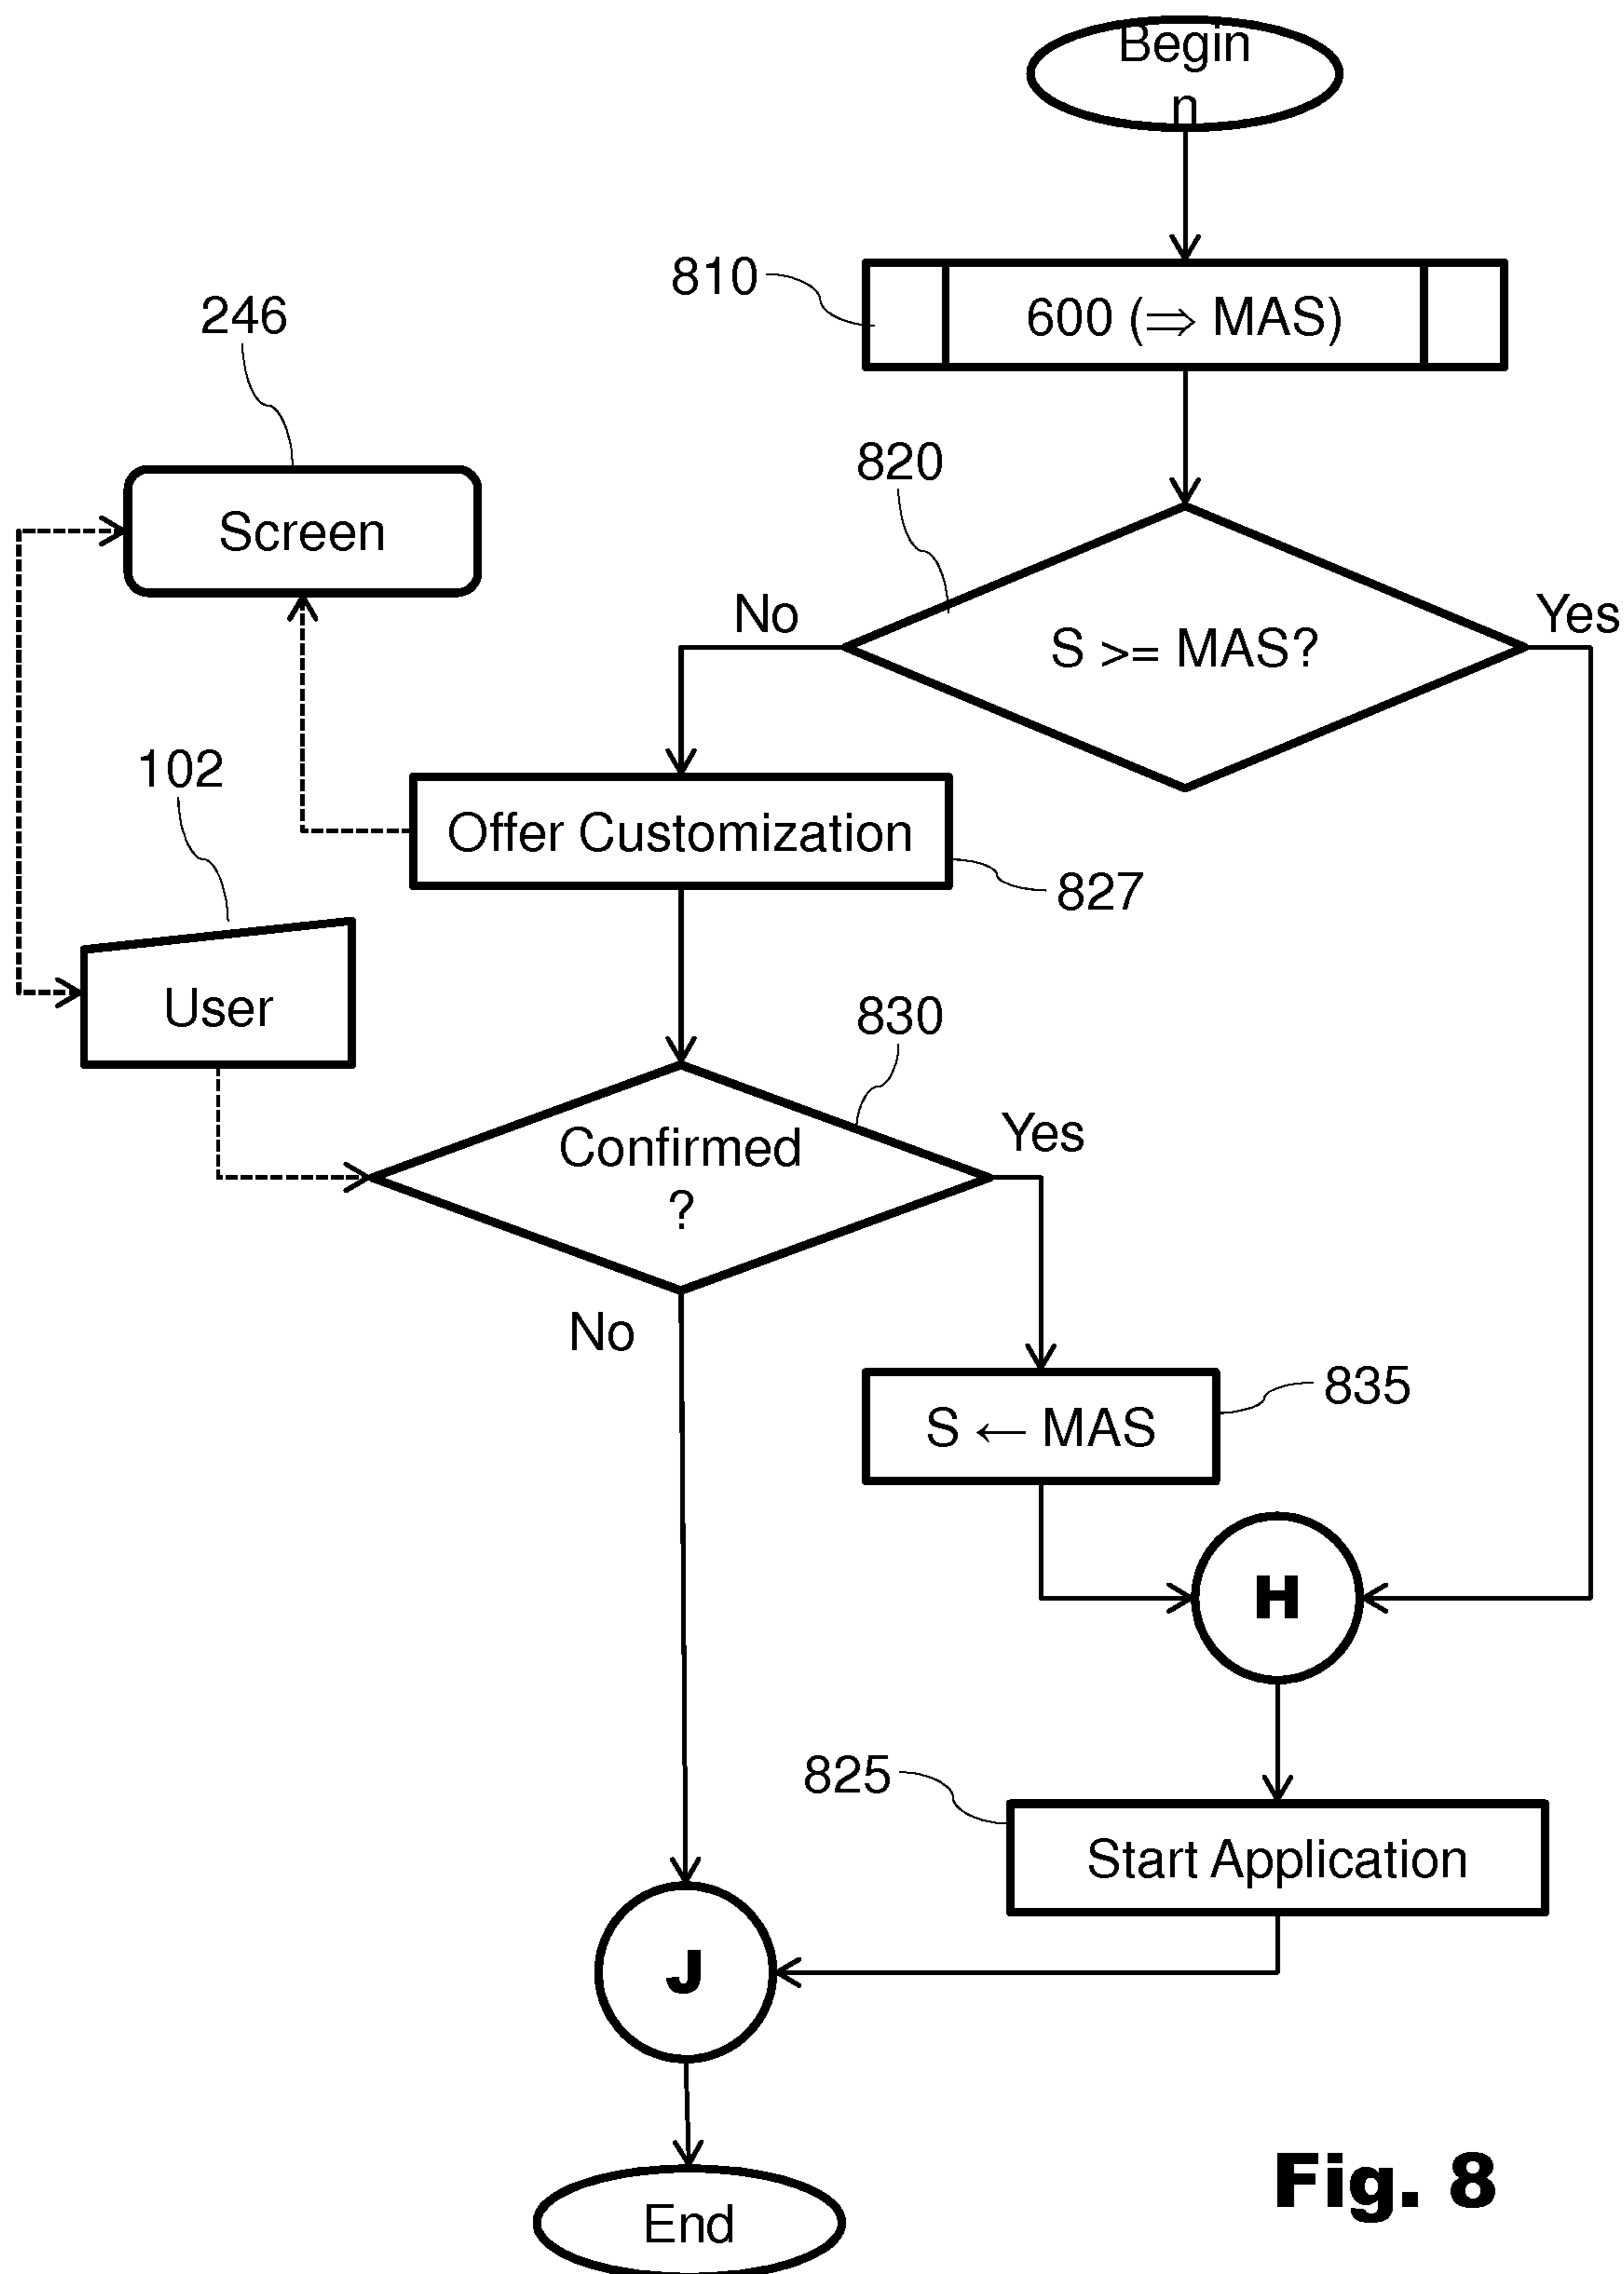 Begin
n
810
600 (⇒ MAS)
246
820
Screen
No
Yes
S >= MAS?
102
Offer Customization
827
User
830
Confirmed
?
Yes
No
835
S ← MAS
H
825
Start Application
J
End
Fig. 8